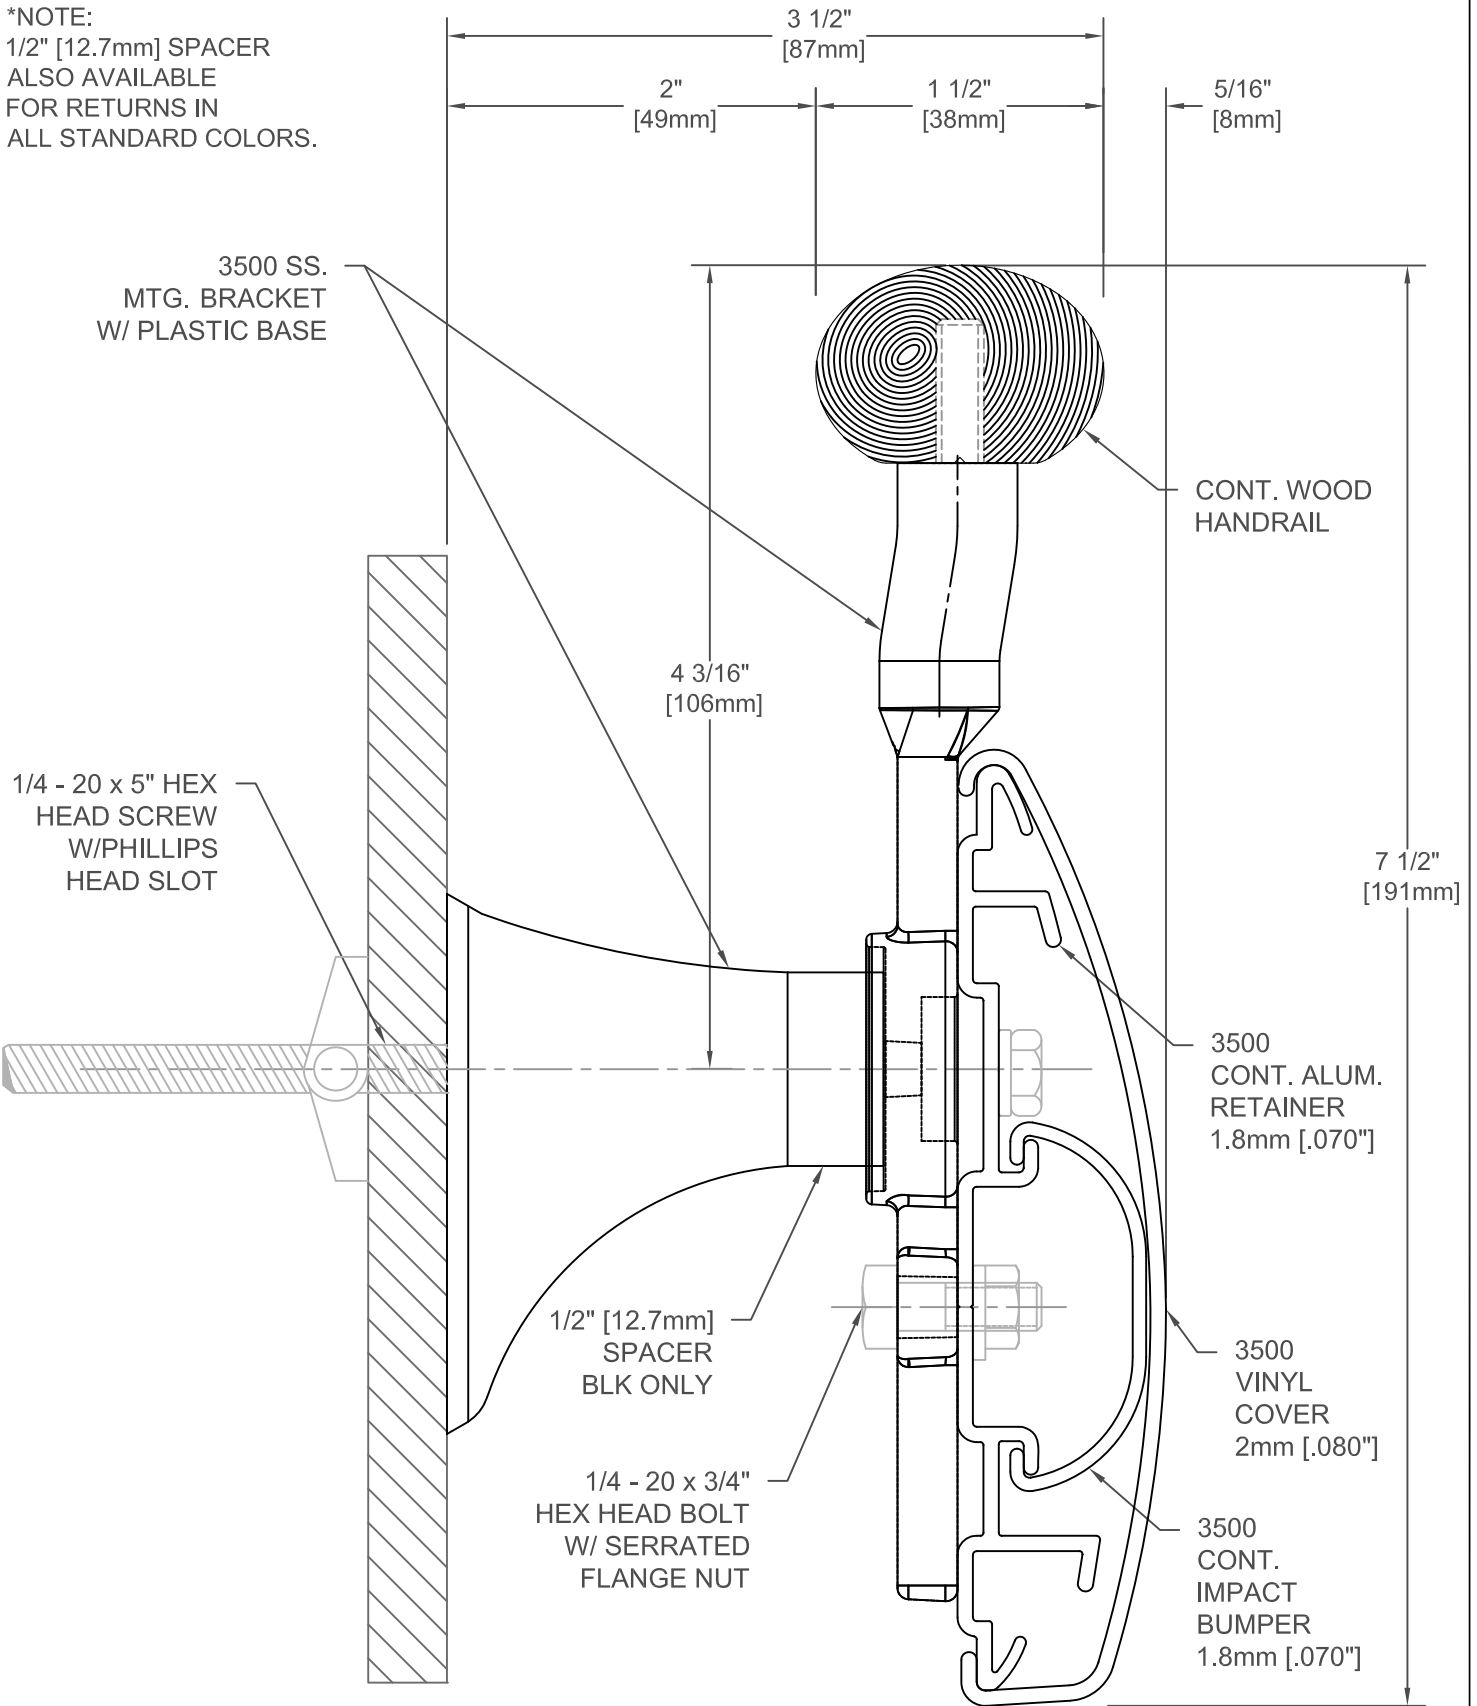 *NOTE:
1/2" [12.7mm] SPACER
ALSO AVAILABLE
FOR RETURNS IN
ALL STANDARD COLORS.
3 1/2"
[87mm]
2"
[49mm]
1 1/2"
[38mm]
5/16"
[8mm]
3500 SS.
MTG. BRACKET
W/ PLASTIC BASE
CONT. WOOD
HANDRAIL
4 3/16"
[106mm]
1/4 - 20 x 5" HEX
HEAD SCREW
W/PHILLIPS
HEAD SLOT
7 1/2"
[191mm]
3500
CONT. ALUM.
RETAINER
1.8mm [.070"]
1/2" [12.7mm]
SPACER
BLK ONLY
3500
VINYL
COVER
2mm [.080"]
1/4 - 20 x 3/4"
HEX HEAD BOLT
W/ SERRATED
FLANGE NUT
3500
CONT.
IMPACT
BUMPER
1.8mm [.070"]